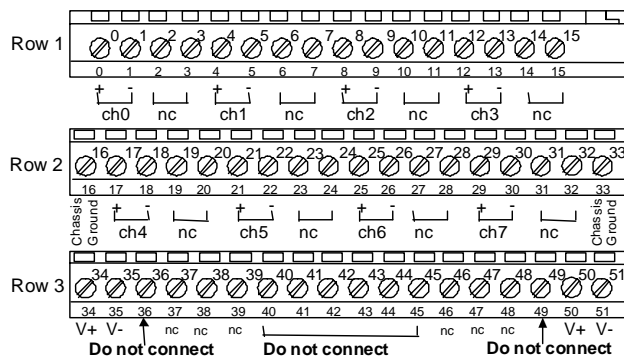 0 1 2 3 4 5 6 7 8 9 10 11 12 13 14 15
Row 1
0 1 2 3 4 5 6 7 8 9 10 11 12 13 14 15
+ - + - + - + -
ch0 nc ch1 nc ch2 nc ch3 nc
16 17 18 19 20 21 22 23 24 25 26 27 28 29 30 31 32 33
Row 2
16 17 18 19 20 21 22 23 24 25 26 27 28 29 30 31 32 33
Chassis Ground
+ - + - + - + -
ch4 nc ch5 nc ch6 nc ch7 nc
Chassis Ground
34 35 36 37 38 39 40 41 42 43 44 45 46 47 48 49 50 51
Row 3
34 35 36 37 38 39 40 41 42 43 44 45 46 47 48 49 50 51
V+ V- nc nc nc nc nc nc V+ V-
Do not connect Do not connect Do not connect